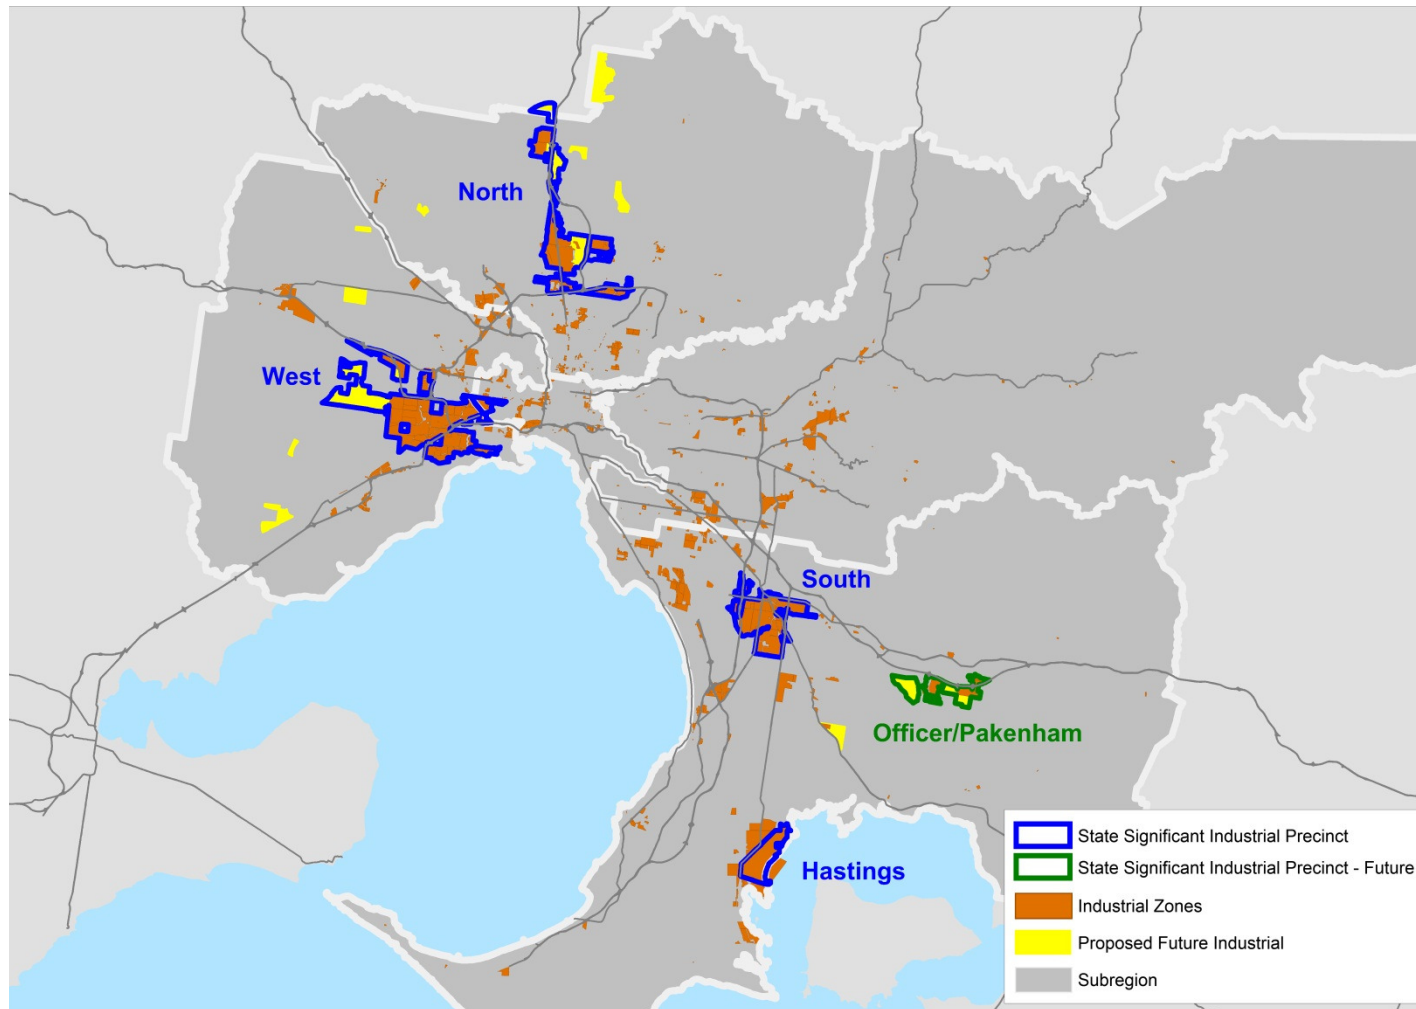 North
West
South
Officer/Pakenham
Hastings
State Significant Industrial Precinct
State Significant Industrial Precinct - Future
Industrial Zones
Proposed Future Industrial
Subregion